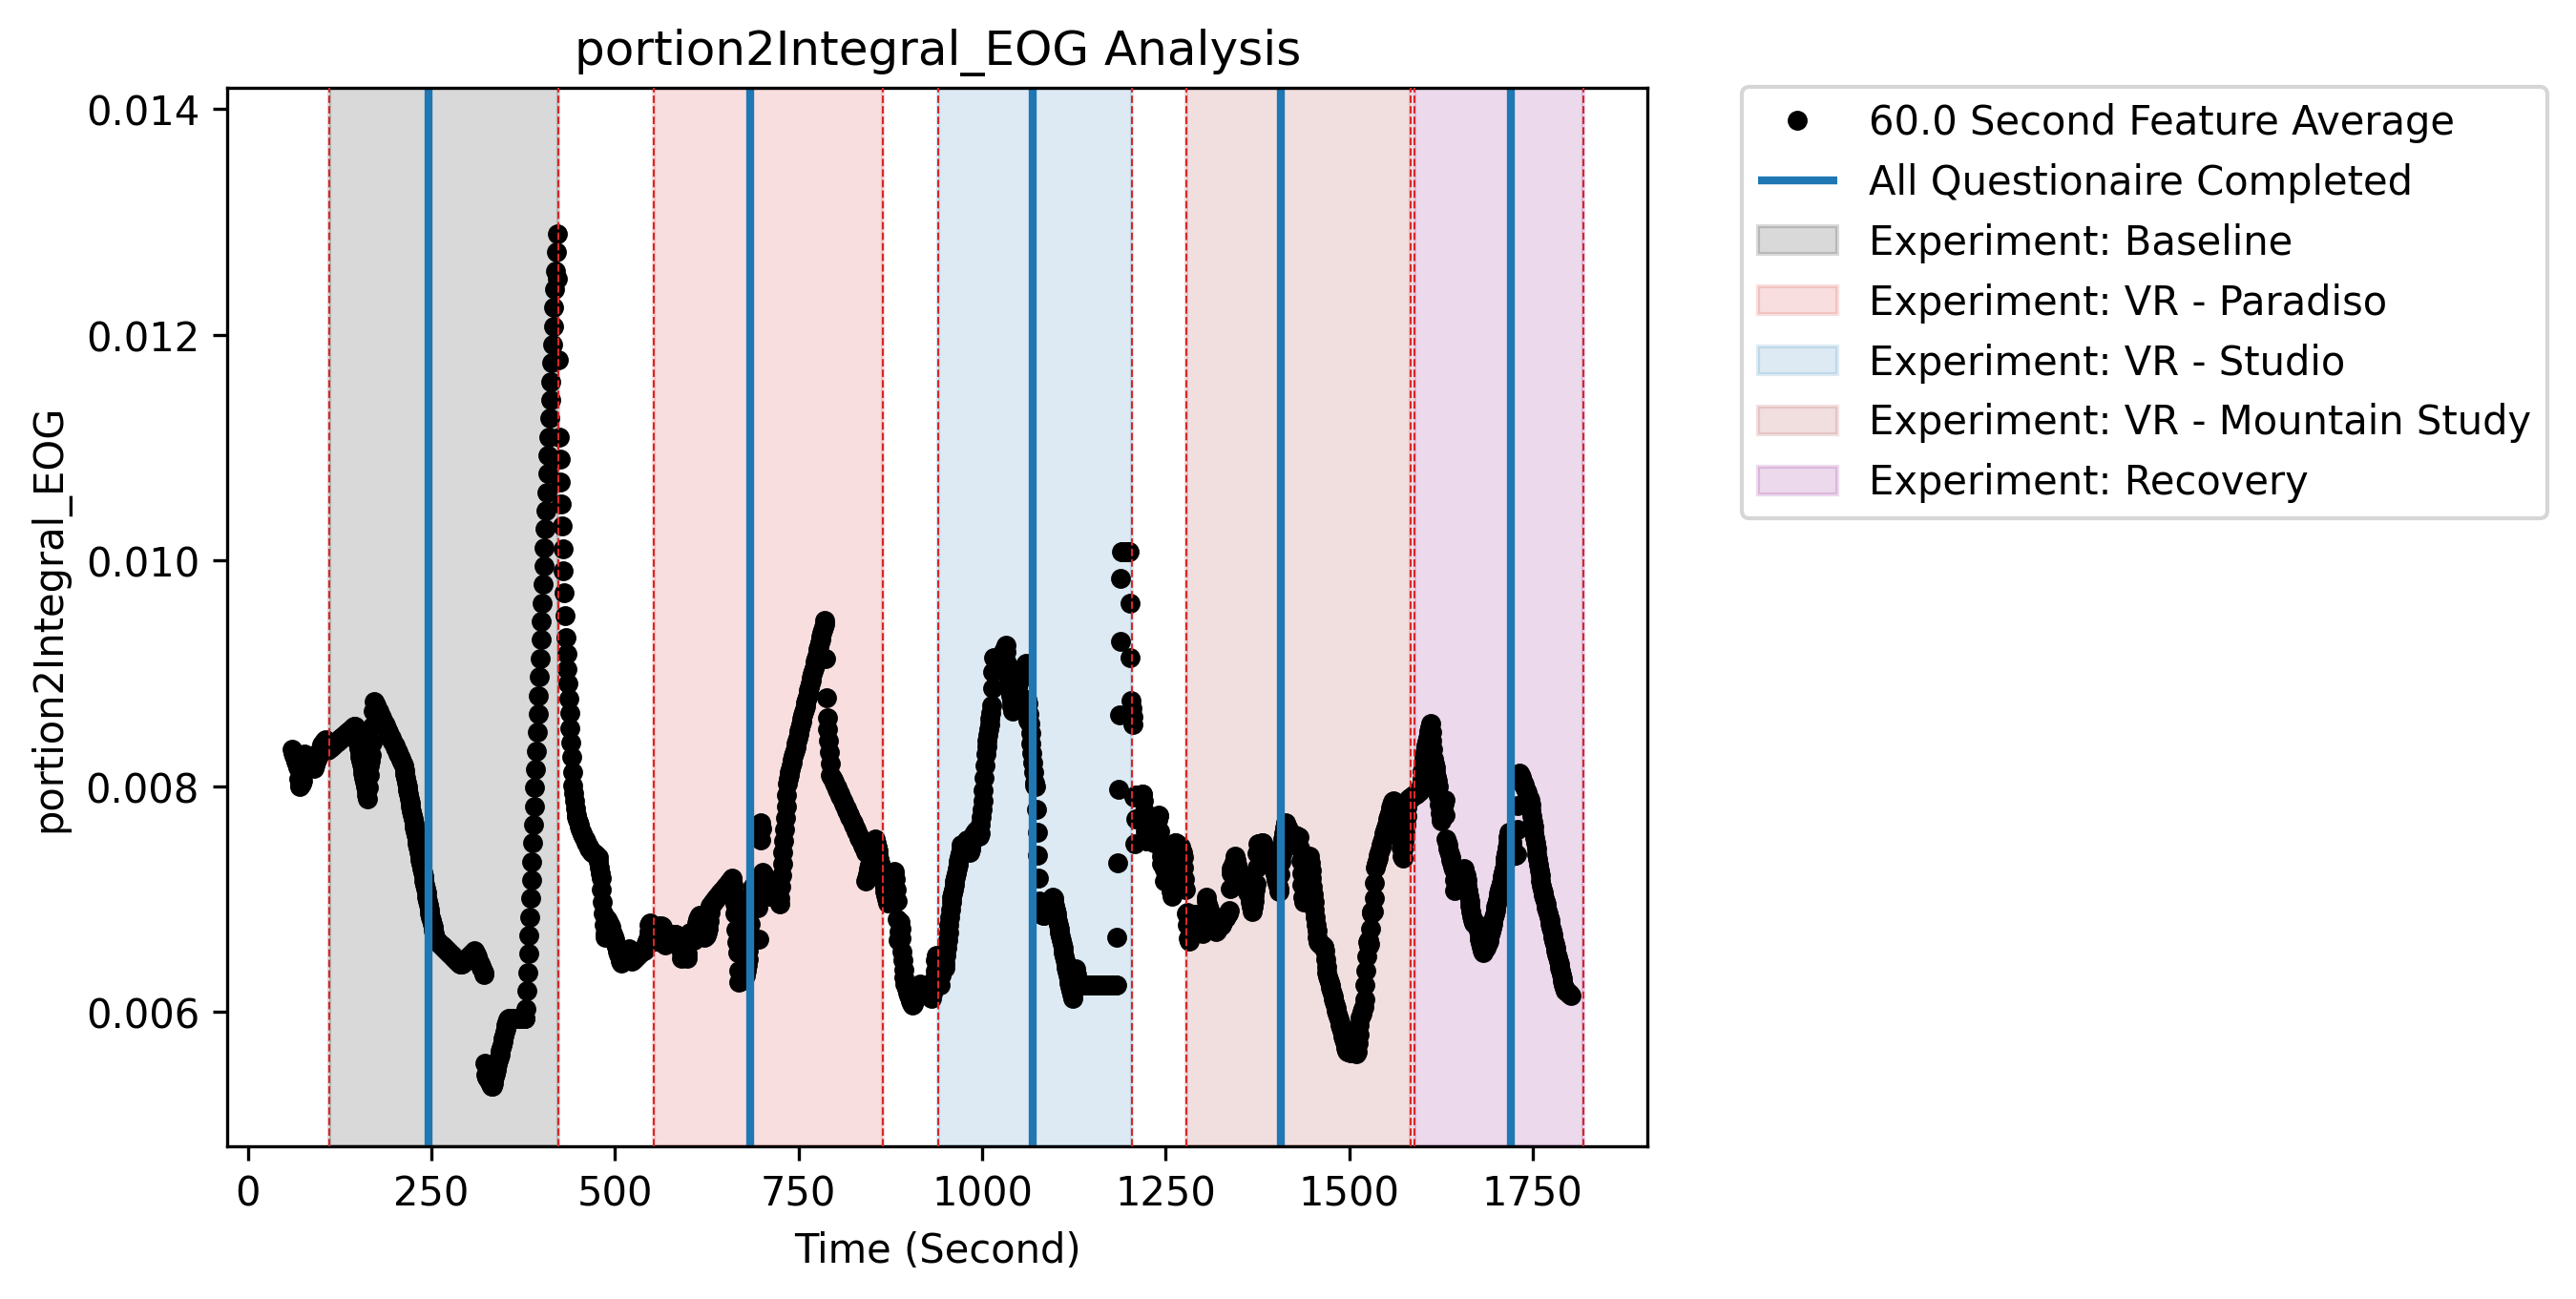 portion2Integral_EOG Analysis
portion2Integral_EOG
0.014
0.012
0.010
0.008
0.006
0 250 500 750 1000 1250 1500 1750
Time (Second)
60.0 Second Feature Average
All Questionaire Completed
Experiment: Baseline
Experiment: VR - Paradiso
Experiment: VR - Studio
Experiment: VR - Mountain Study
Experiment: Recovery